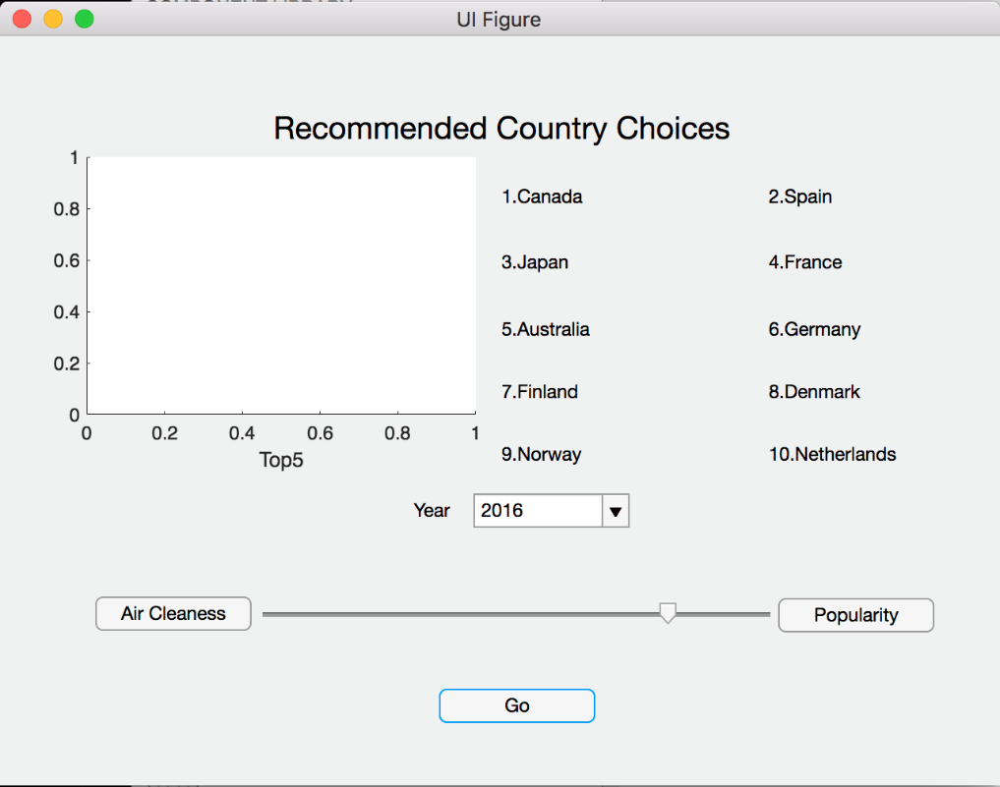 UI Figure
Recommended Country Choices
1
0.8
0.6
0.4
0.2
0
0 0.2 0.4 0.6 0.8 1
Top5
1.Canada 2.Spain
3.Japan 4.France
5.Australia 6.Germany
7.Finland 8.Denmark
9.Norway 10.Netherlands
Year 2016
Air Cleaness Popularity
Go